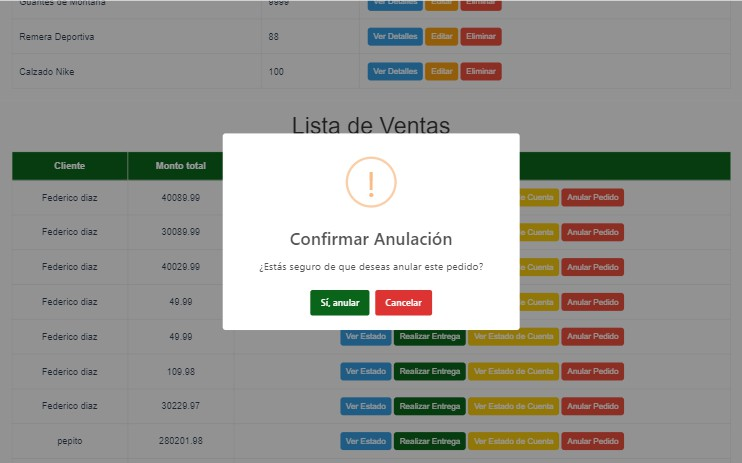 Guantes de Montaña 9999 Ver Detalles Editar Eliminar
Remera Deportiva 88 Ver Detalles Editar Eliminar
Calzado Nike 100 Ver Detalles Editar Eliminar
Lista de Ventas
Cliente Monto total
Federico diaz 40089.99 de Cuenta Anular Pedido
Federico diaz 30089.99 de Cuenta Anular Pedido
Federico diaz 40029.99 de Cuenta Anular Pedido
Federico diaz 49.99 de Cuenta Anular Pedido
!
Confirmar Anulación
¿Estás seguro de que deseas anular este pedido?
Sí, anular Cancelar
Federico diaz 49.99 Ver Estado Realizar Entrega Ver Estado de Cuenta Anular Pedido
Federico diaz 109.98 Ver Estado Realizar Entrega Ver Estado de Cuenta Anular Pedido
Federico diaz 30229.97 Ver Estado Realizar Entrega Ver Estado de Cuenta Anular Pedido
pepito 280201.98 Ver Estado Realizar Entrega Ver Estado de Cuenta Anular Pedido